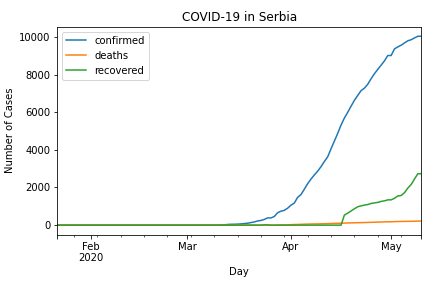 COVID-19 in Serbia
confirmed
deaths
recovered
Number of Cases
10000
8000
6000
4000
2000
0
Feb
2020
Mar
Apr
May
Day